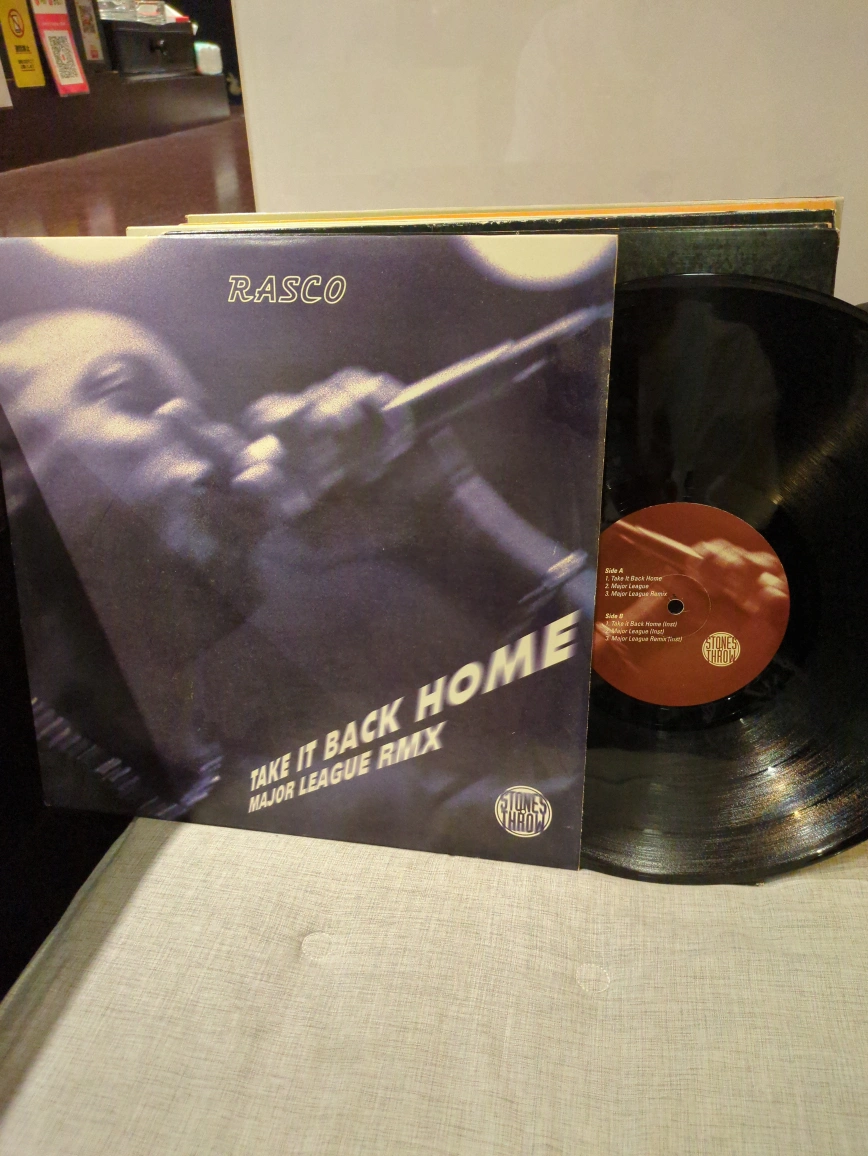 RASCO
TAKE IT BACK HOME
MAJOR LEAGUE RMX
STONES
THROW
Side A
1. Take It Back Home
2. Major League
3. Major League Remix
Side B
1. Take it Back Home (Inst)
2. Major League (Inst)
3. Major League Remix (Inst)
STONES
THROW